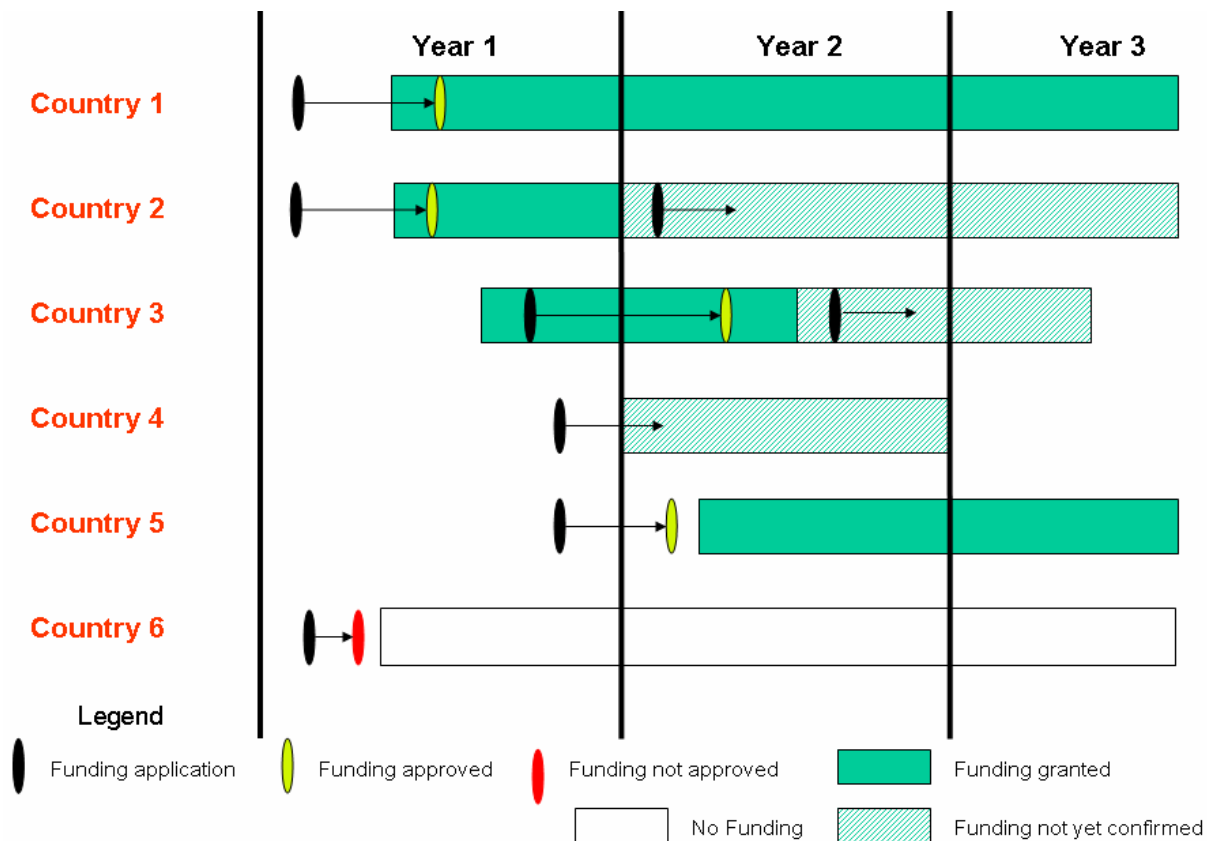 Year 1 Year 2 Year 3
Country 1
Country 2
Country 3
Country 4
Country 5
Country 6
Legend
Funding application Funding approved Funding not approved Funding granted
No Funding Funding not yet confirmed